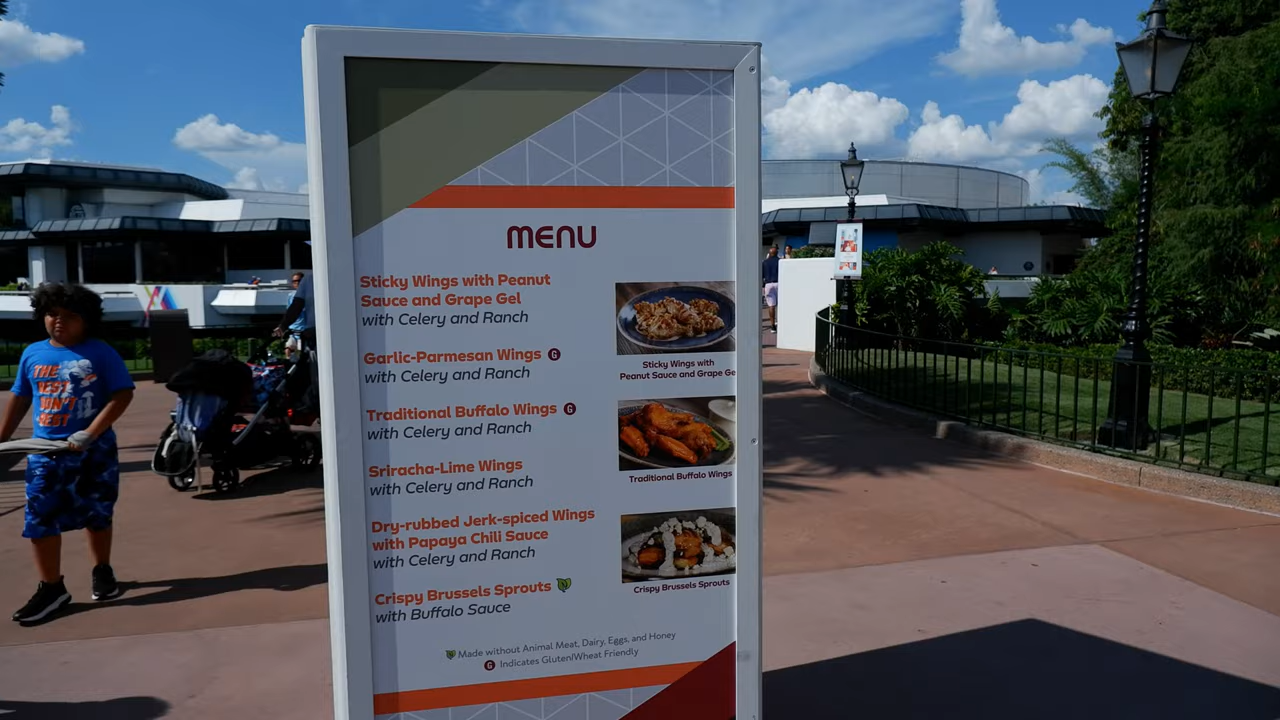 MENU
Sticky Wings with Peanut
Sauce and Grape Gel
with Celery and Ranch
Garlic-Parmesan Wings G
with Celery and Ranch
Traditional Buffalo Wings G
with Celery and Ranch
Sriracha-Lime Wings
with Celery and Ranch
Dry-rubbed Jerk-spiced Wings
with Papaya Chili Sauce
with Celery and Ranch
Crispy Brussels Sprouts
with Buffalo Sauce
Made without Animal Meat, Dairy, Eggs, and Honey
G Indicates Gluten/Wheat Friendly
Sticky Wings with
Peanut Sauce and Grape Ge
Traditional Buffalo Wings
Crispy Brussels Sprouts
THE
REST
DON'T
REST